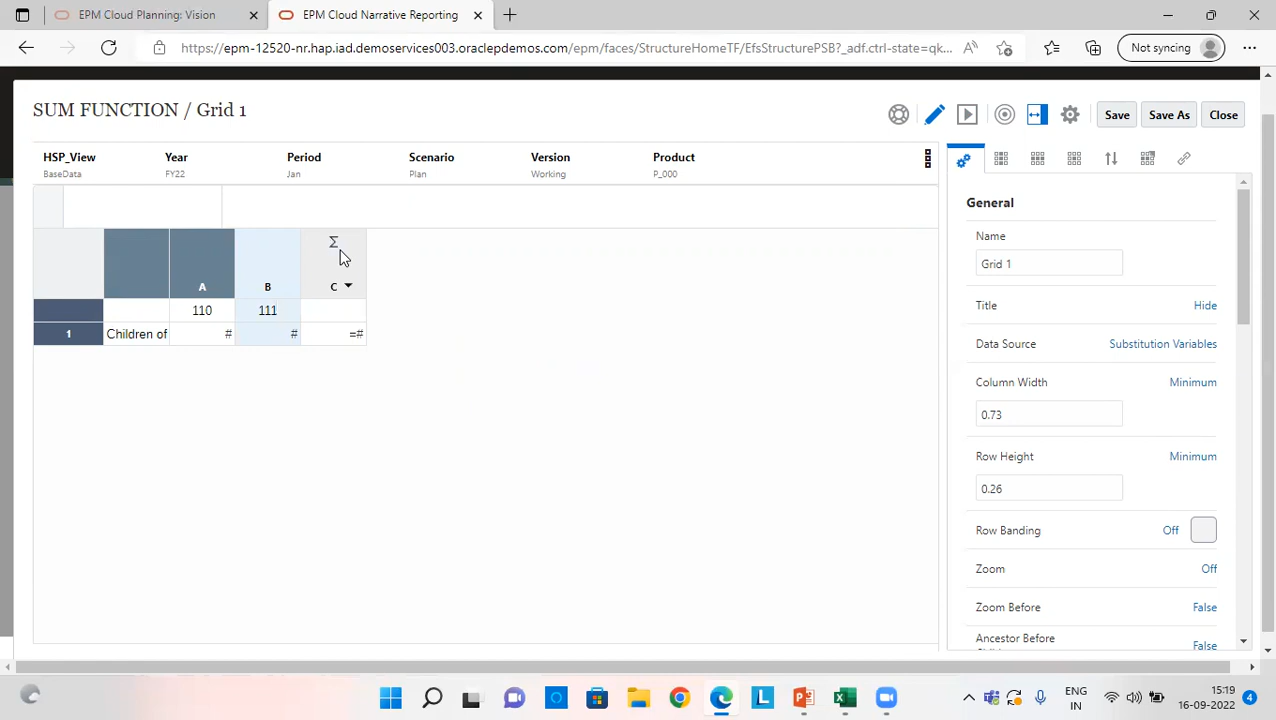 EPM Cloud Planning: Vision
EPM Cloud Narrative Reporting
https://epm-12520-nr.hap.iad.demoservices003.oraclepdemos.com/epm/faces/StructureHomeTF/EfsStructurePSB?_adf.ctrl-state=qk...
Not syncing
SUM FUNCTION / Grid 1
Save
Save As
Close
HSP_View
Year
Period
Scenario
Version
Product
BaseData
FY22
Jan
Plan
Working
P_000
Σ
A
B
C
110
111
1
Children of
#
#
=#
General
Name
Grid 1
Title
Hide
Data Source
Substitution Variables
Column Width
Minimum
0.73
Row Height
Minimum
0.26
Row Banding
Off
Zoom
Off
Zoom Before
False
Ancestor Before
False
ENG
IN
15:19
16-09-2022
4